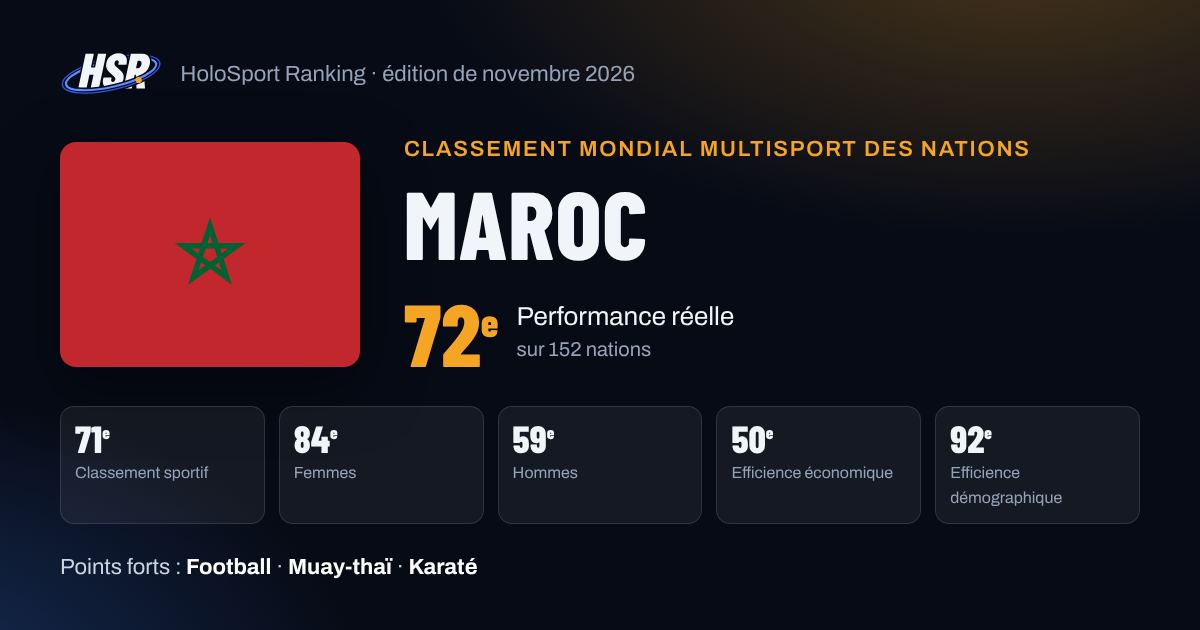 HSR HoloSport Ranking · édition de novembre 2026
CLASSEMENT MONDIAL MULTISPORT DES NATIONS
MAROC
72e Performance réelle
sur 152 nations
71e
Classement sportif
84e
Femmes
59e
Hommes
50e
Efficience économique
92e
Efficience
démographique
Points forts : Football · Muay-thaï · Karaté